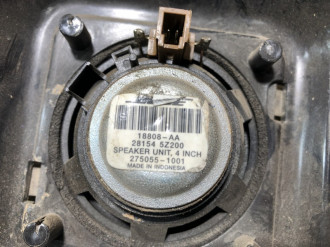 18808-AA
28154 5Z200
SPEAKER UNIT, 4 INCH
275055-1001
MADE IN INDONESIA